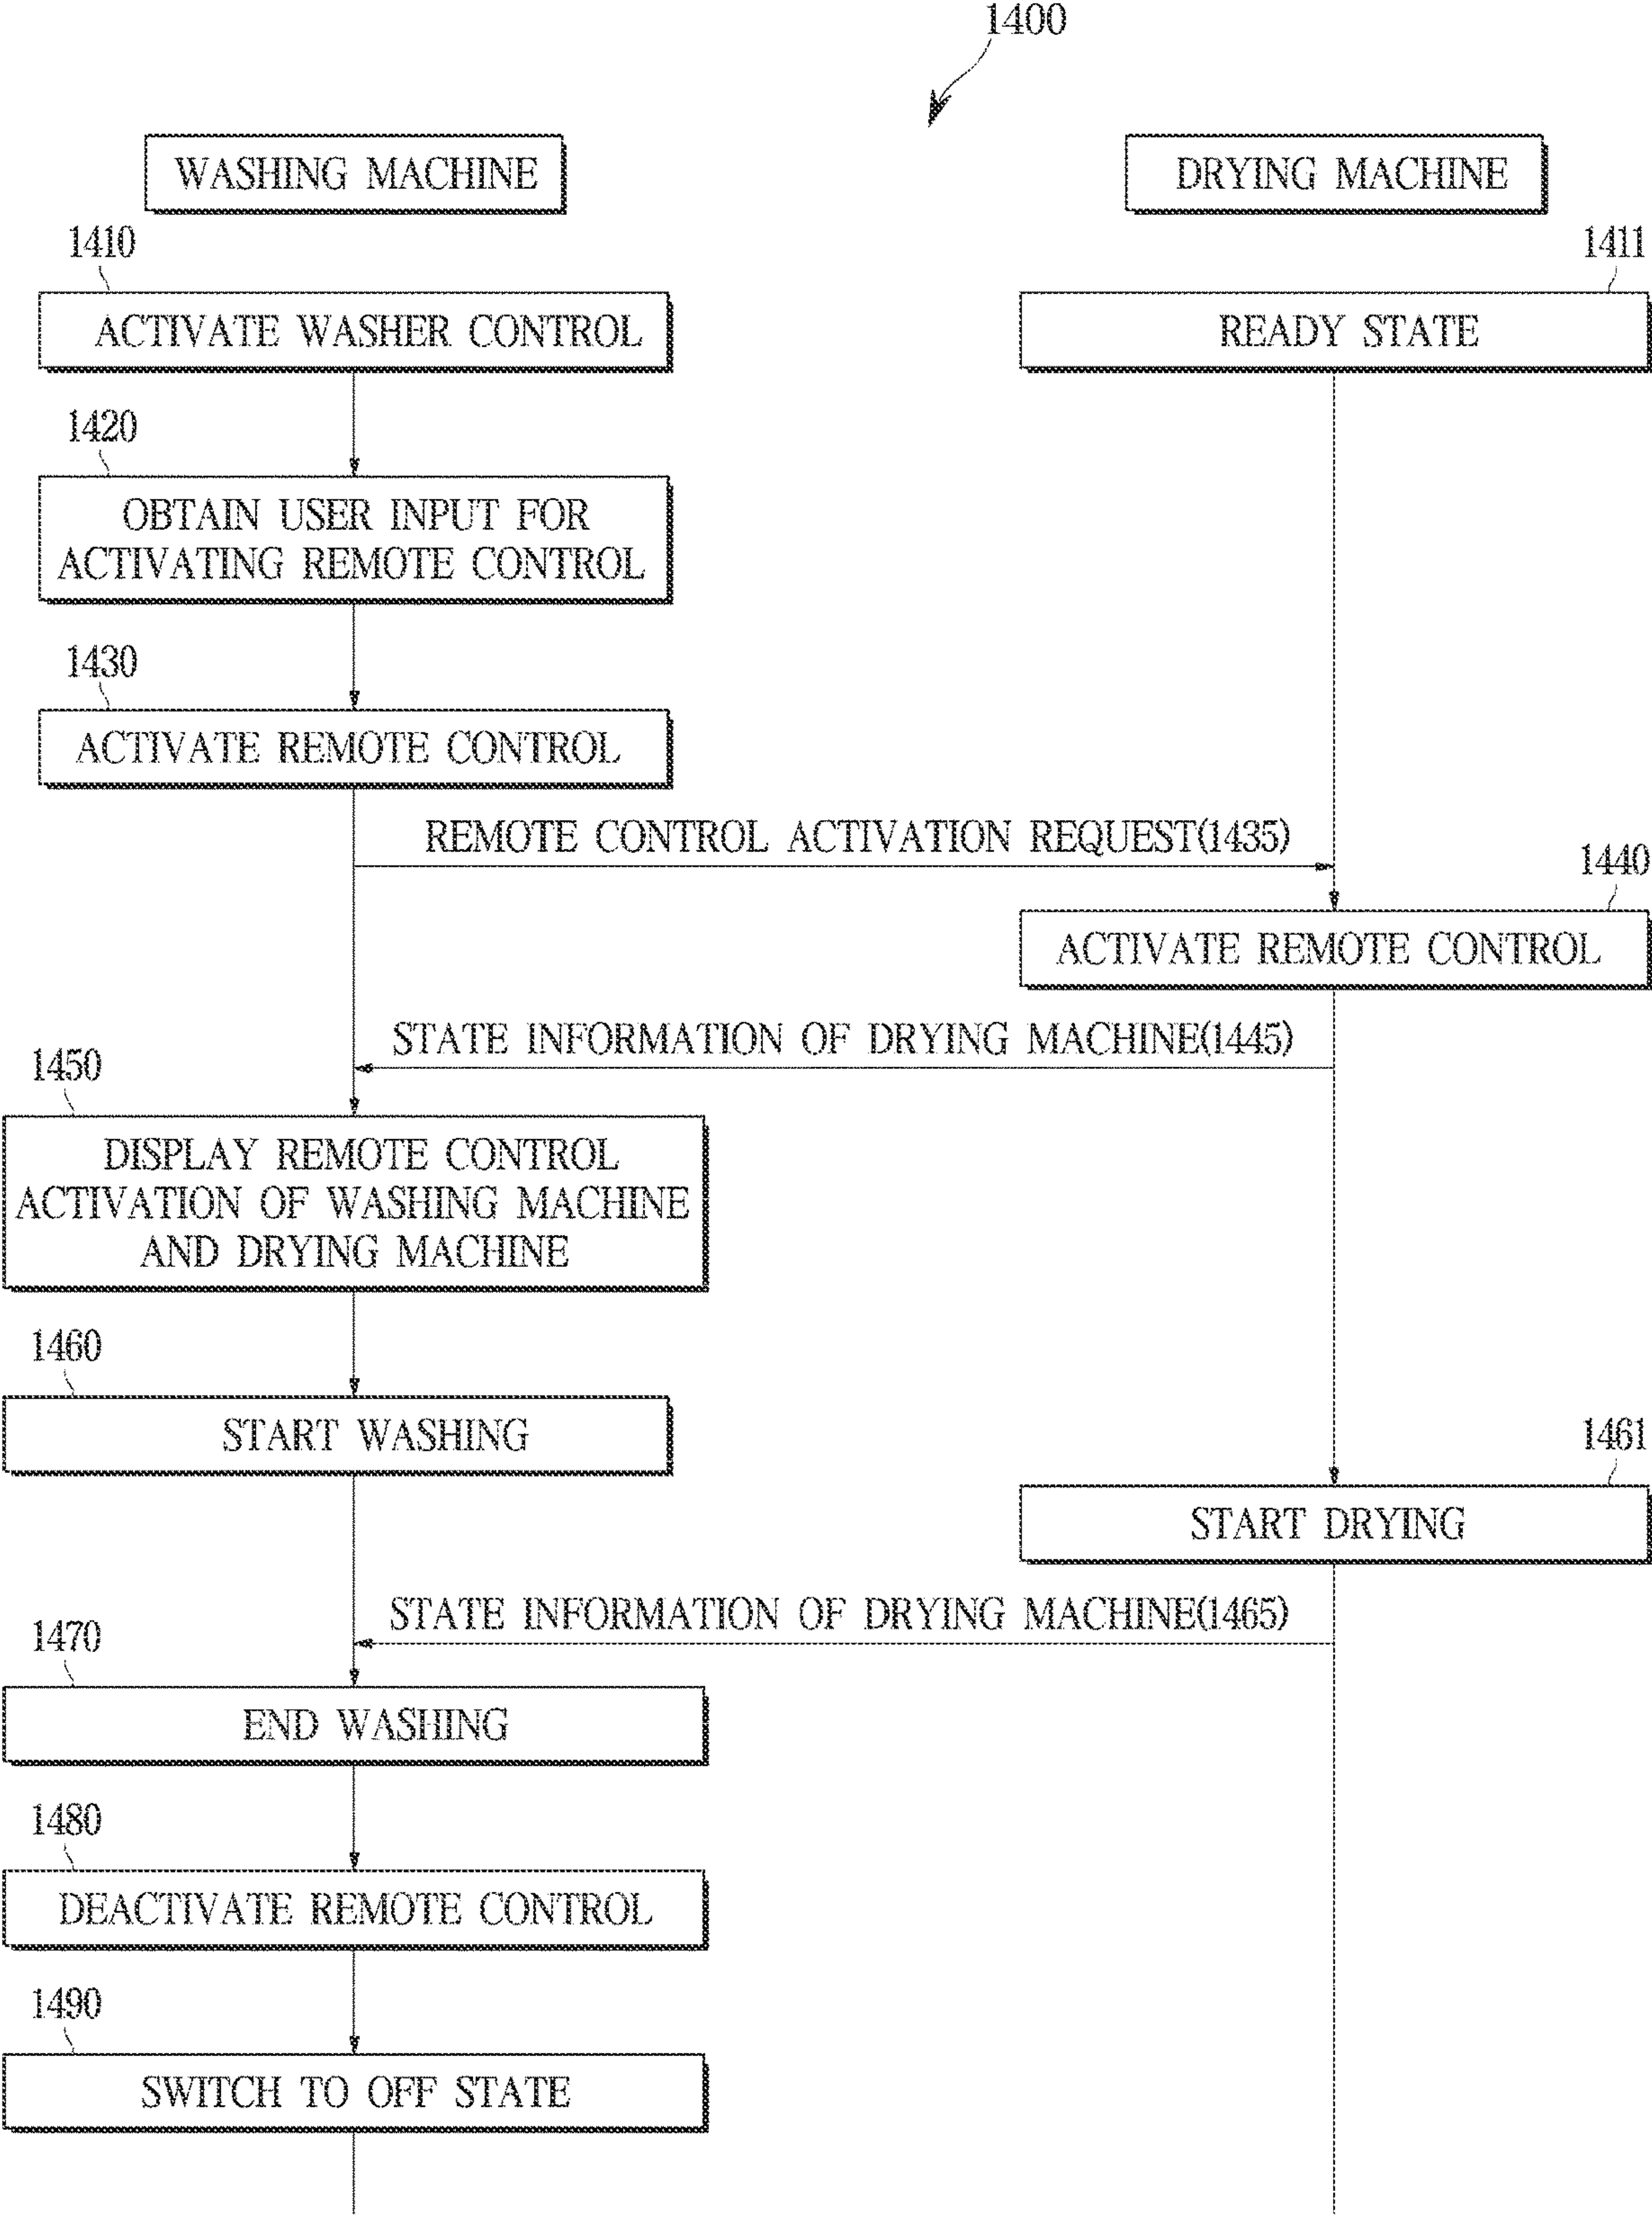 1400
WASHING MACHINE
DRYING MACHINE
1410
1411
ACTIVATE WASHER CONTROL
READY STATE
1420
OBTAIN USER INPUT FOR
ACTIVATING REMOTE CONTROL
1430
ACTIVATE REMOTE CONTROL
REMOTE CONTROL ACTIVATION REQUEST(1435)
1440
ACTIVATE REMOTE CONTROL
STATE INFORMATION OF DRYING MACHINE(1445)
1450
DISPLAY REMOTE CONTROL
ACTIVATION OF WASHING MACHINE
AND DRYING MACHINE
1460
START WASHING
1461
START DRYING
STATE INFORMATION OF DRYING MACHINE(1465)
1470
END WASHING
1480
DEACTIVATE REMOTE CONTROL
1490
SWITCH TO OFF STATE